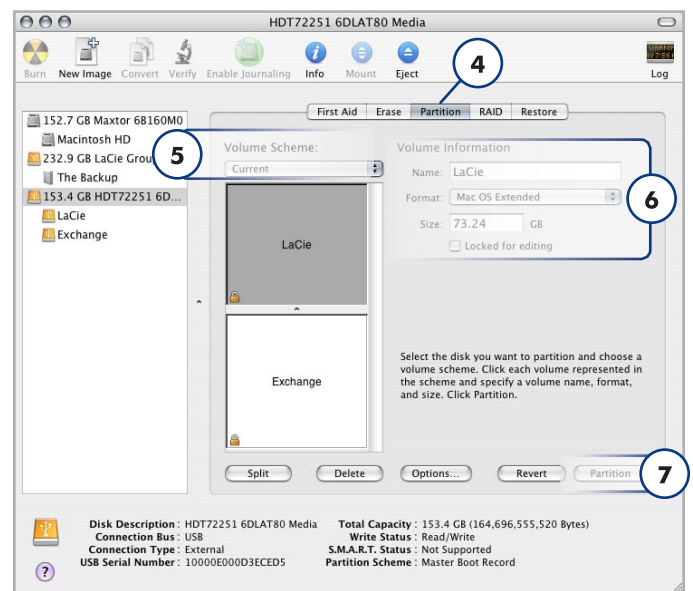 HDT72251 6DLAT80 Media
Burn New Image Convert Verify Enable Journaling Info Mount Eject Log
4
First Aid Erase Partition RAID Restore
152.7 GB Maxtor 6B160M0
Macintosh HD
232.9 GB LaCie Grou
The Backup
153.4 GB HDT72251 6D...
LaCie
Exchange
5
Volume Scheme:
Current
LaCie
Exchange
Volume Information
Name: LaCie
Format: Mac OS Extended
Size: 73.24 GB
Locked for editing
6
Select the disk you want to partition and choose a
volume scheme. Click each volume represented in
the scheme and specify a volume name, format,
and size. Click Partition.
Split Delete Options... Revert Partition
7
Disk Description : HDT72251 6DLAT80 Media
Connection Bus : USB
Connection Type : External
USB Serial Number : 10000E000D3ECED5
Total Capacity : 153.4 GB (164,696,555,520 Bytes)
Write Status : Read/Write
S.M.A.R.T. Status : Not Supported
Partition Scheme : Master Boot Record
?